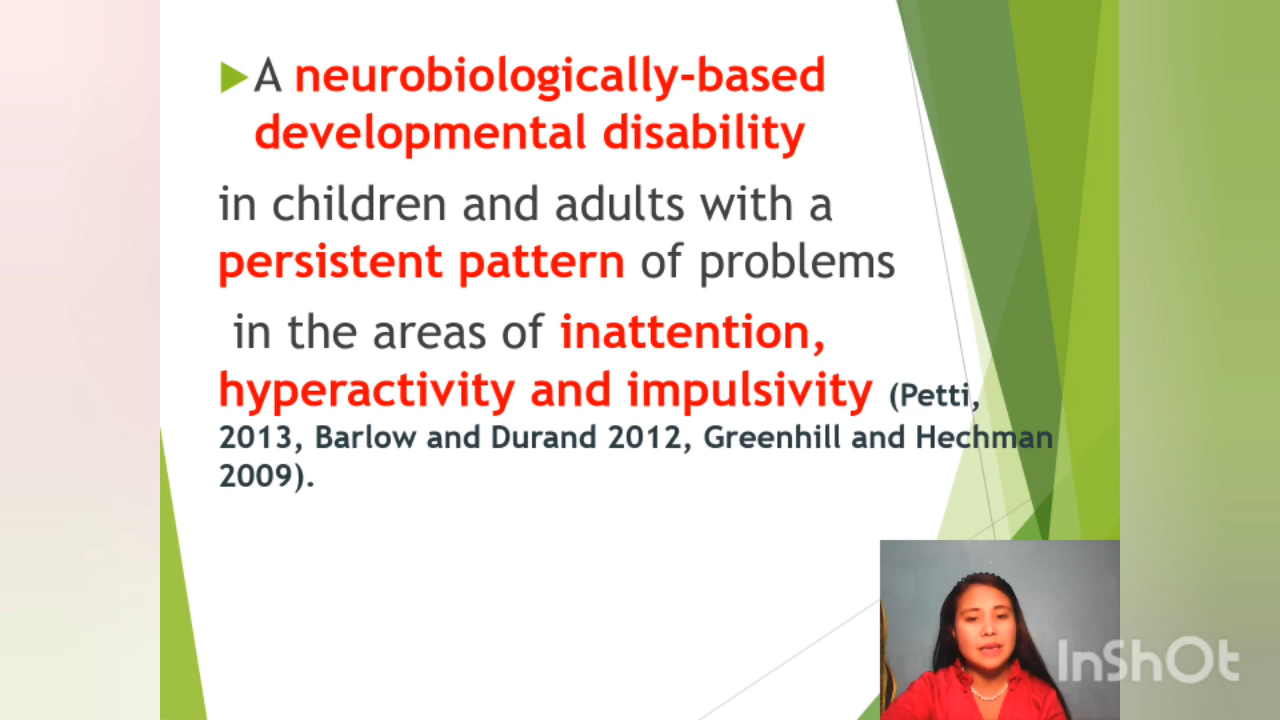 A neurobiologically-based
developmental disability
in children and adults with a
persistent pattern of problems
in the areas of inattention,
hyperactivity and impulsivity (Petti,
2013, Barlow and Durand 2012, Greenhill and Hechman
2009).
InShOt